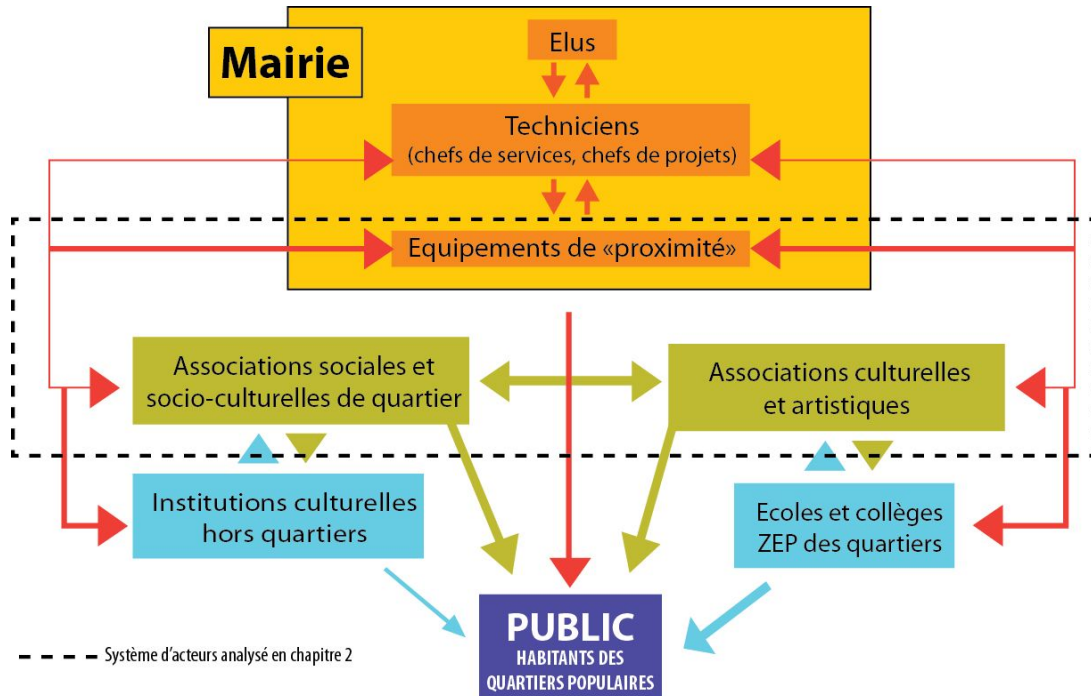 Mairie
Elus
Techniciens
(chefs de services, chefs de projets)
Equipements de «proximité»
Associations sociales et
socio-culturelles de quartier
Associations culturelles
et artistiques
Institutions culturelles
hors quartiers
Ecoles et collèges
ZEP des quartiers
PUBLIC
HABITANTS DES
QUARTIERS POPULAIRES
Système d'acteurs analysé en chapitre 2